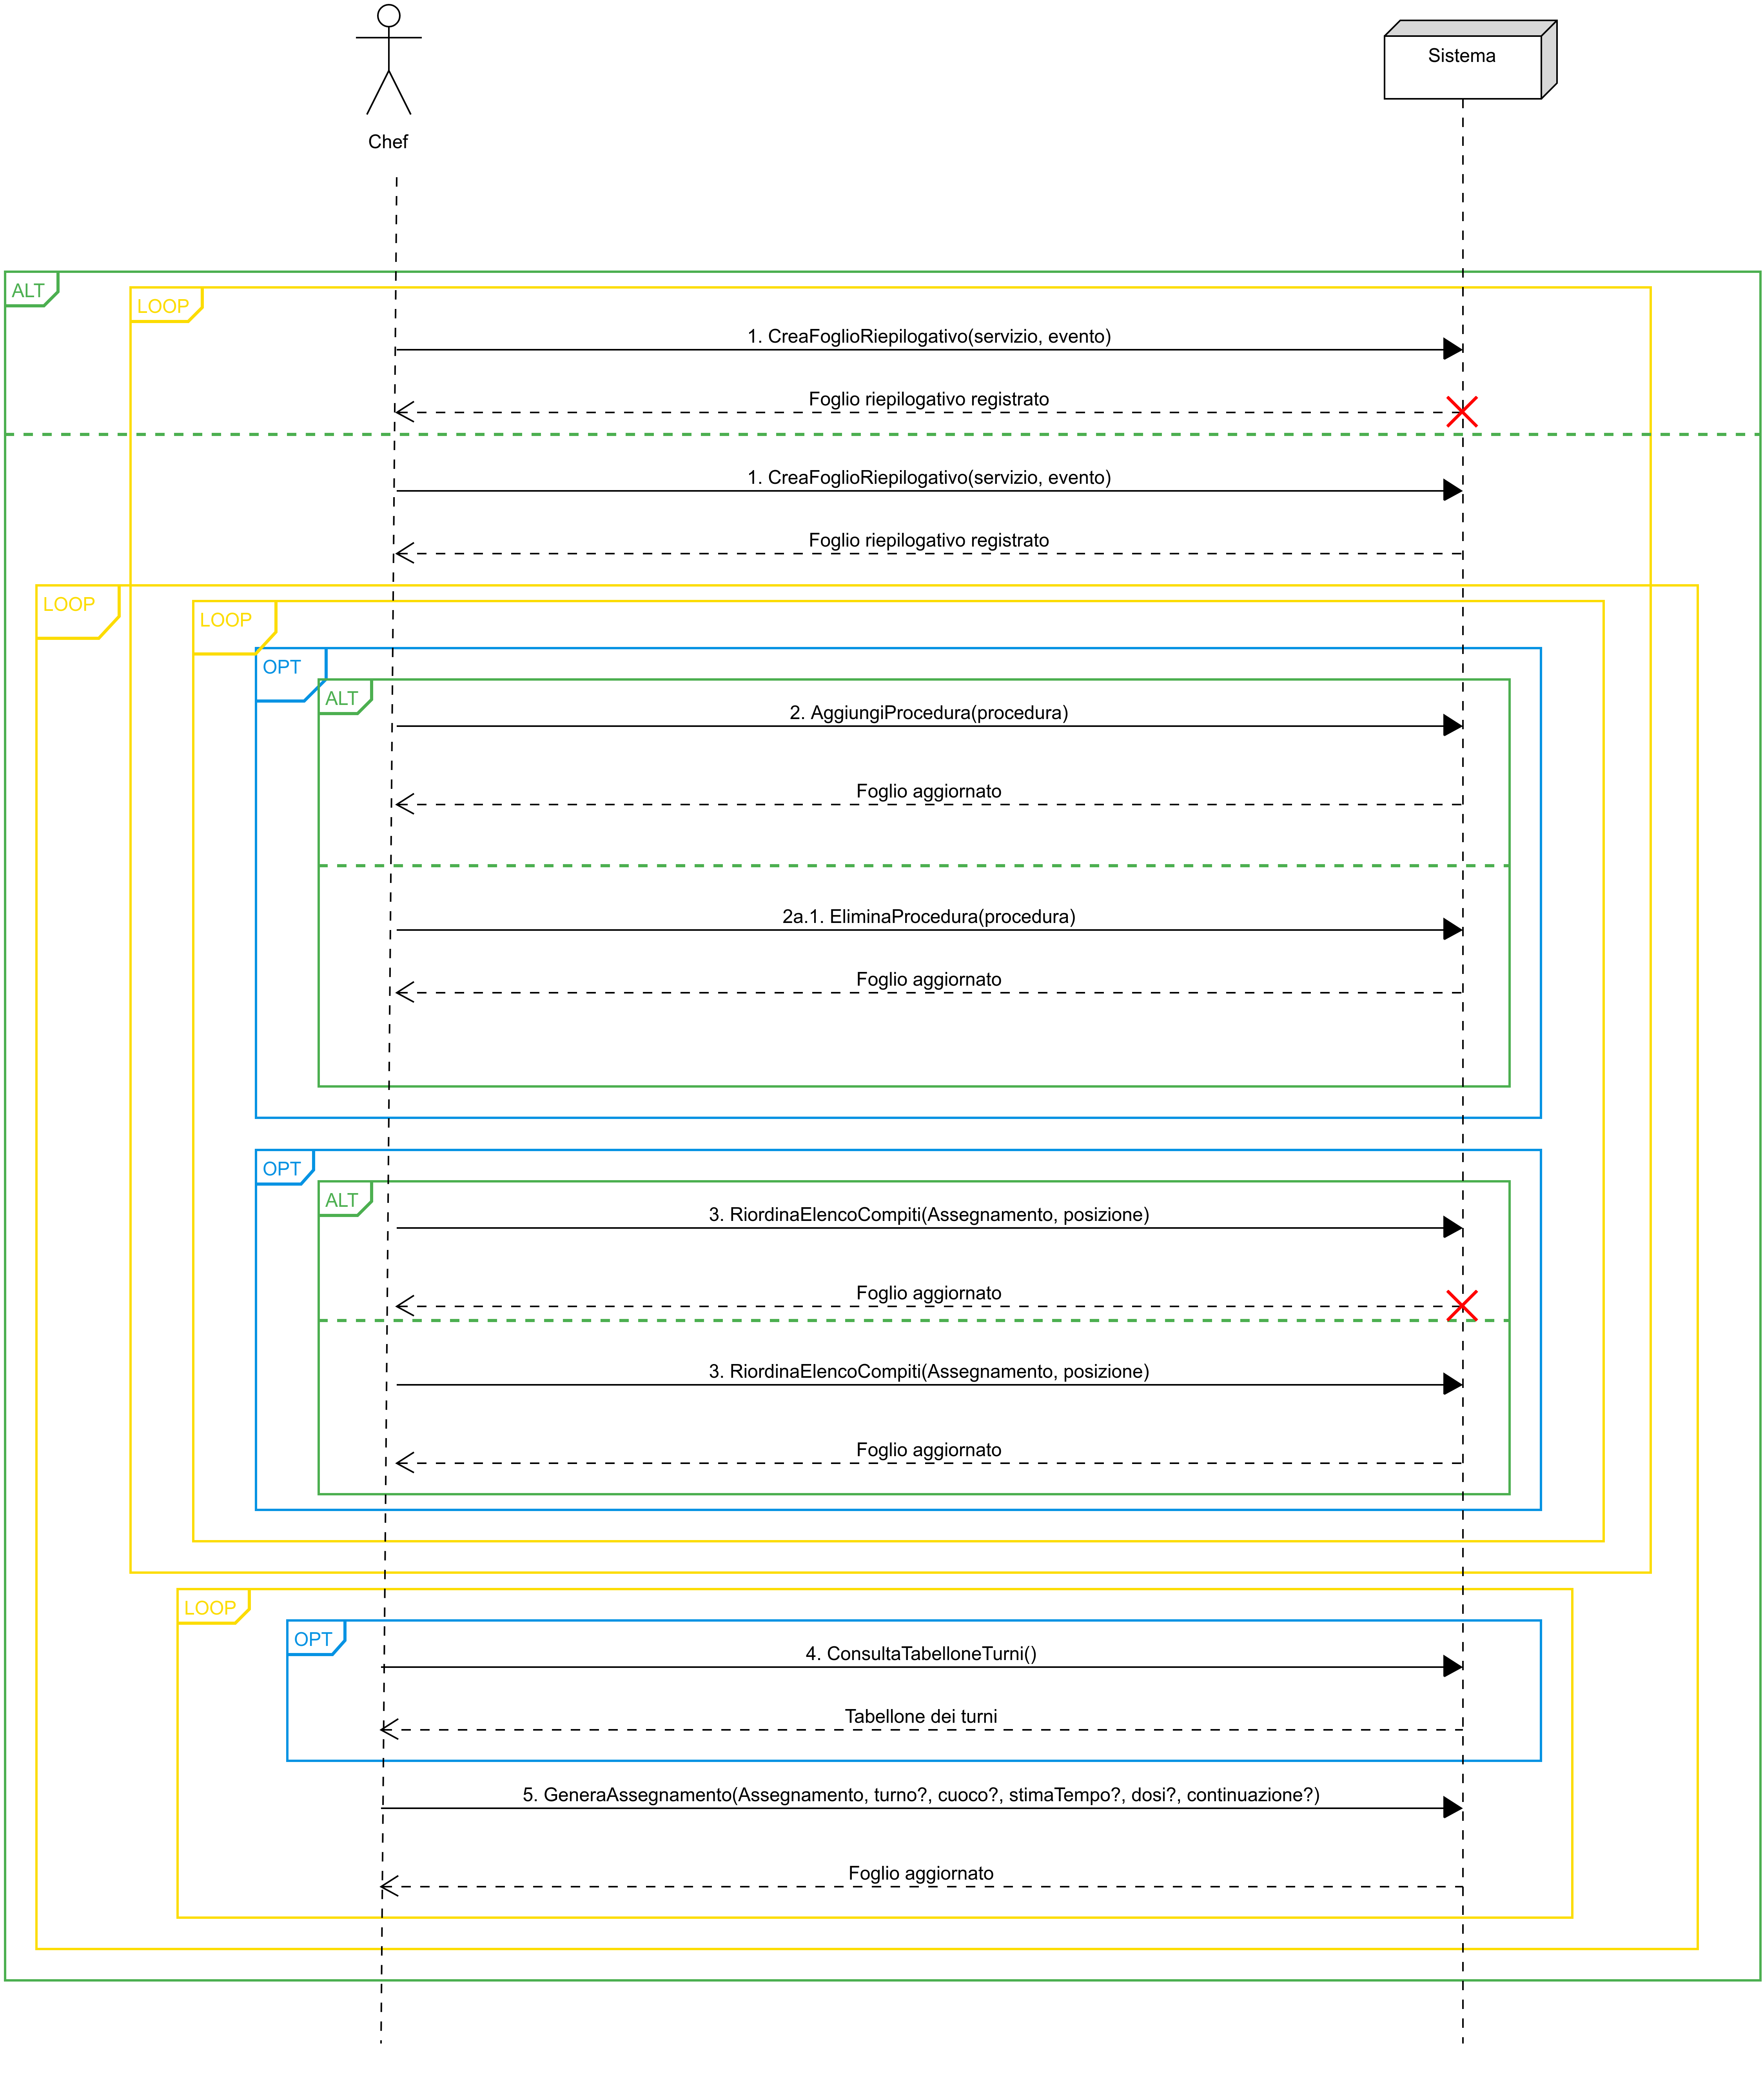 Chef
Sistema
ALT
LOOP
1. CreaFoglioRiepilogativo(servizio, evento)
Foglio riepilogativo registrato
1. CreaFoglioRiepilogativo(servizio, evento)
Foglio riepilogativo registrato
LOOP
LOOP
OPT
ALT
2. AggiungiProcedura(procedura)
Foglio aggiornato
2a.1. EliminaProcedura(procedura)
Foglio aggiornato
OPT
ALT
3. RiordinaElencoCompiti(Assegnamento, posizione)
Foglio aggiornato
3. RiordinaElencoCompiti(Assegnamento, posizione)
Foglio aggiornato
LOOP
OPT
4. ConsultaTabelloneTurni()
Tabellone dei turni
5. GeneraAssegnamento(Assegnamento, turno?, cuoco?, stimaTempo?, dosi?, continuazione?)
Foglio aggiornato